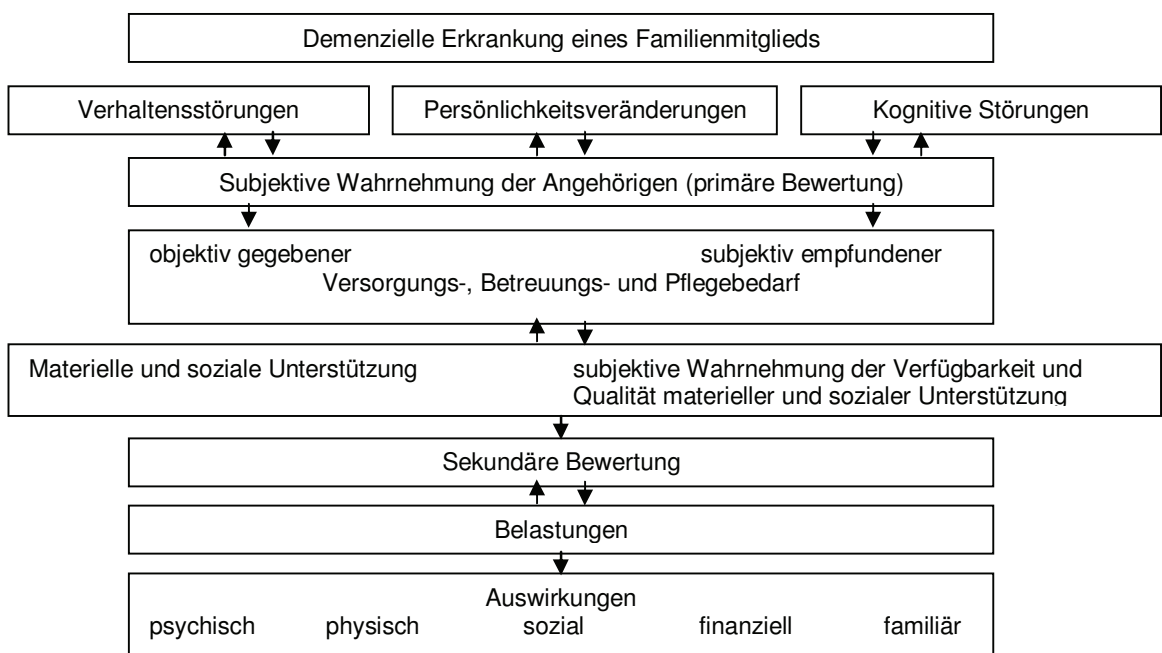 Demenzielle Erkrankung eines Familienmitglieds
Verhaltensstörungen Persönlichkeitsveränderungen Kognitive Störungen
Subjektive Wahrnehmung der Angehörigen (primäre Bewertung)
objektiv gegebener subjektiv empfundener
Versorgungs-, Betreuungs- und Pflegebedarf
Materielle und soziale Unterstützung subjektive Wahrnehmung der Verfügbarkeit und
Qualität materieller und sozialer Unterstützung
Sekundäre Bewertung
Belastungen
Auswirkungen
psychisch physisch sozial finanziell familiär